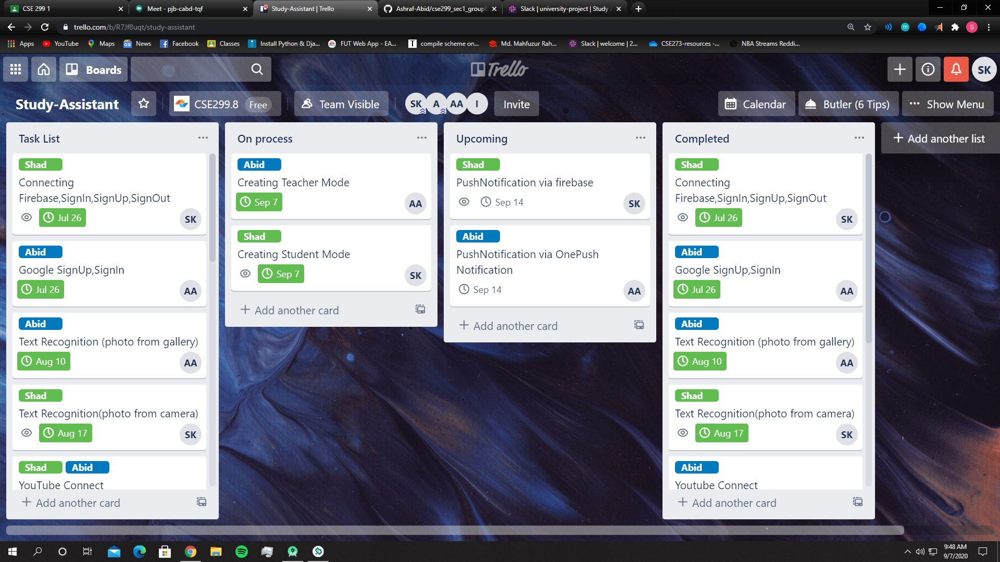 CSE 299 1
Meet - pjb-cabd-tqf
Study-Assistant | Trello
Ashraf-Abid/cse299_sec1_group8
Slack | university-project | Study
trello.com/b/R7Jf8uqt/study-assistant
S
Apps
YouTube
Maps
News
Facebook
Classes
Install Python & Dja...
FUT Web App - EA...
compile scheme on...
Md. Mahfuzur Rah...
Slack | welcome | 2...
CSE273-resources -...
NBA Streams Reddi...
Boards
Trello
SK
Study-Assistant
CSE299.8 Free
Team Visible
SK A AA I
Invite
Calendar
Butler (6 Tips)
... Show Menu
Task List
Shad
Connecting
Firebase,SignIn,SignUp,SignOut
Jul 26
SK
Abid
Google SignUp,SignIn
Jul 26
AA
Abid
Text Recognition (photo from gallery)
Aug 10
AA
Shad
Text Recognition(photo from camera)
Aug 17
SK
Shad Abid
YouTube Connect
+ Add another card
On process
Abid
Creating Teacher Mode
Sep 7
AA
Shad
Creating Student Mode
Sep 7
SK
+ Add another card
Upcoming
Shad
PushNotification via firebase
Sep 14
SK
Abid
PushNotification via OnePush
Notification
Sep 14
AA
+ Add another card
Completed
Shad
Connecting
Firebase,SignIn,SignUp,SignOut
Jul 26
SK
Abid
Google SignUp,SignIn
Jul 26
AA
Abid
Text Recognition (photo from gallery)
Aug 10
AA
Shad
Text Recognition(photo from camera)
Aug 17
SK
Abid
Youtube Connect
+ Add another card
+ Add another list
9:48 AM
9/7/2020